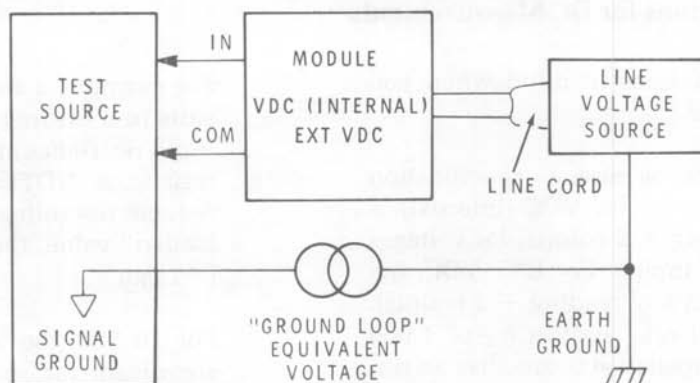 TEST
SOURCE
IN
COM
MODULE
VDC (INTERNAL)
EXT VDC
LINE
VOLTAGE
SOURCE
LINE CORD
SIGNAL
GROUND
"GROUND LOOP"
EQUIVALENT
VOLTAGE
EARTH
GROUND